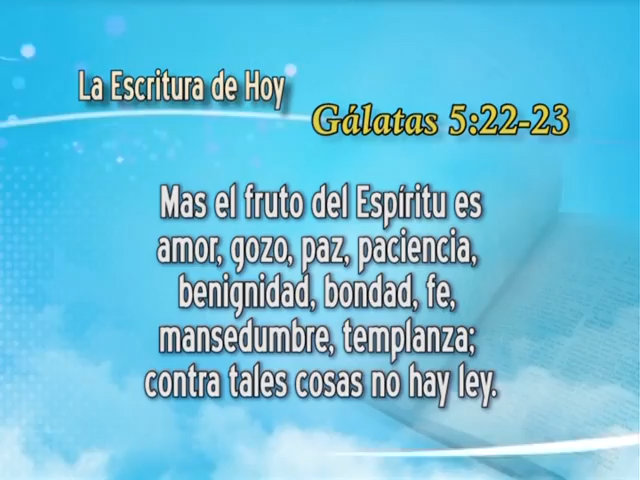 La Escritura de Hoy
Gálatas 5:22-23
Mas el fruto del Espíritu es
amor, gozo, paz, paciencia,
benignidad, bondad, fe,
mansedumbre, templanza;
contra tales cosas no hay ley.